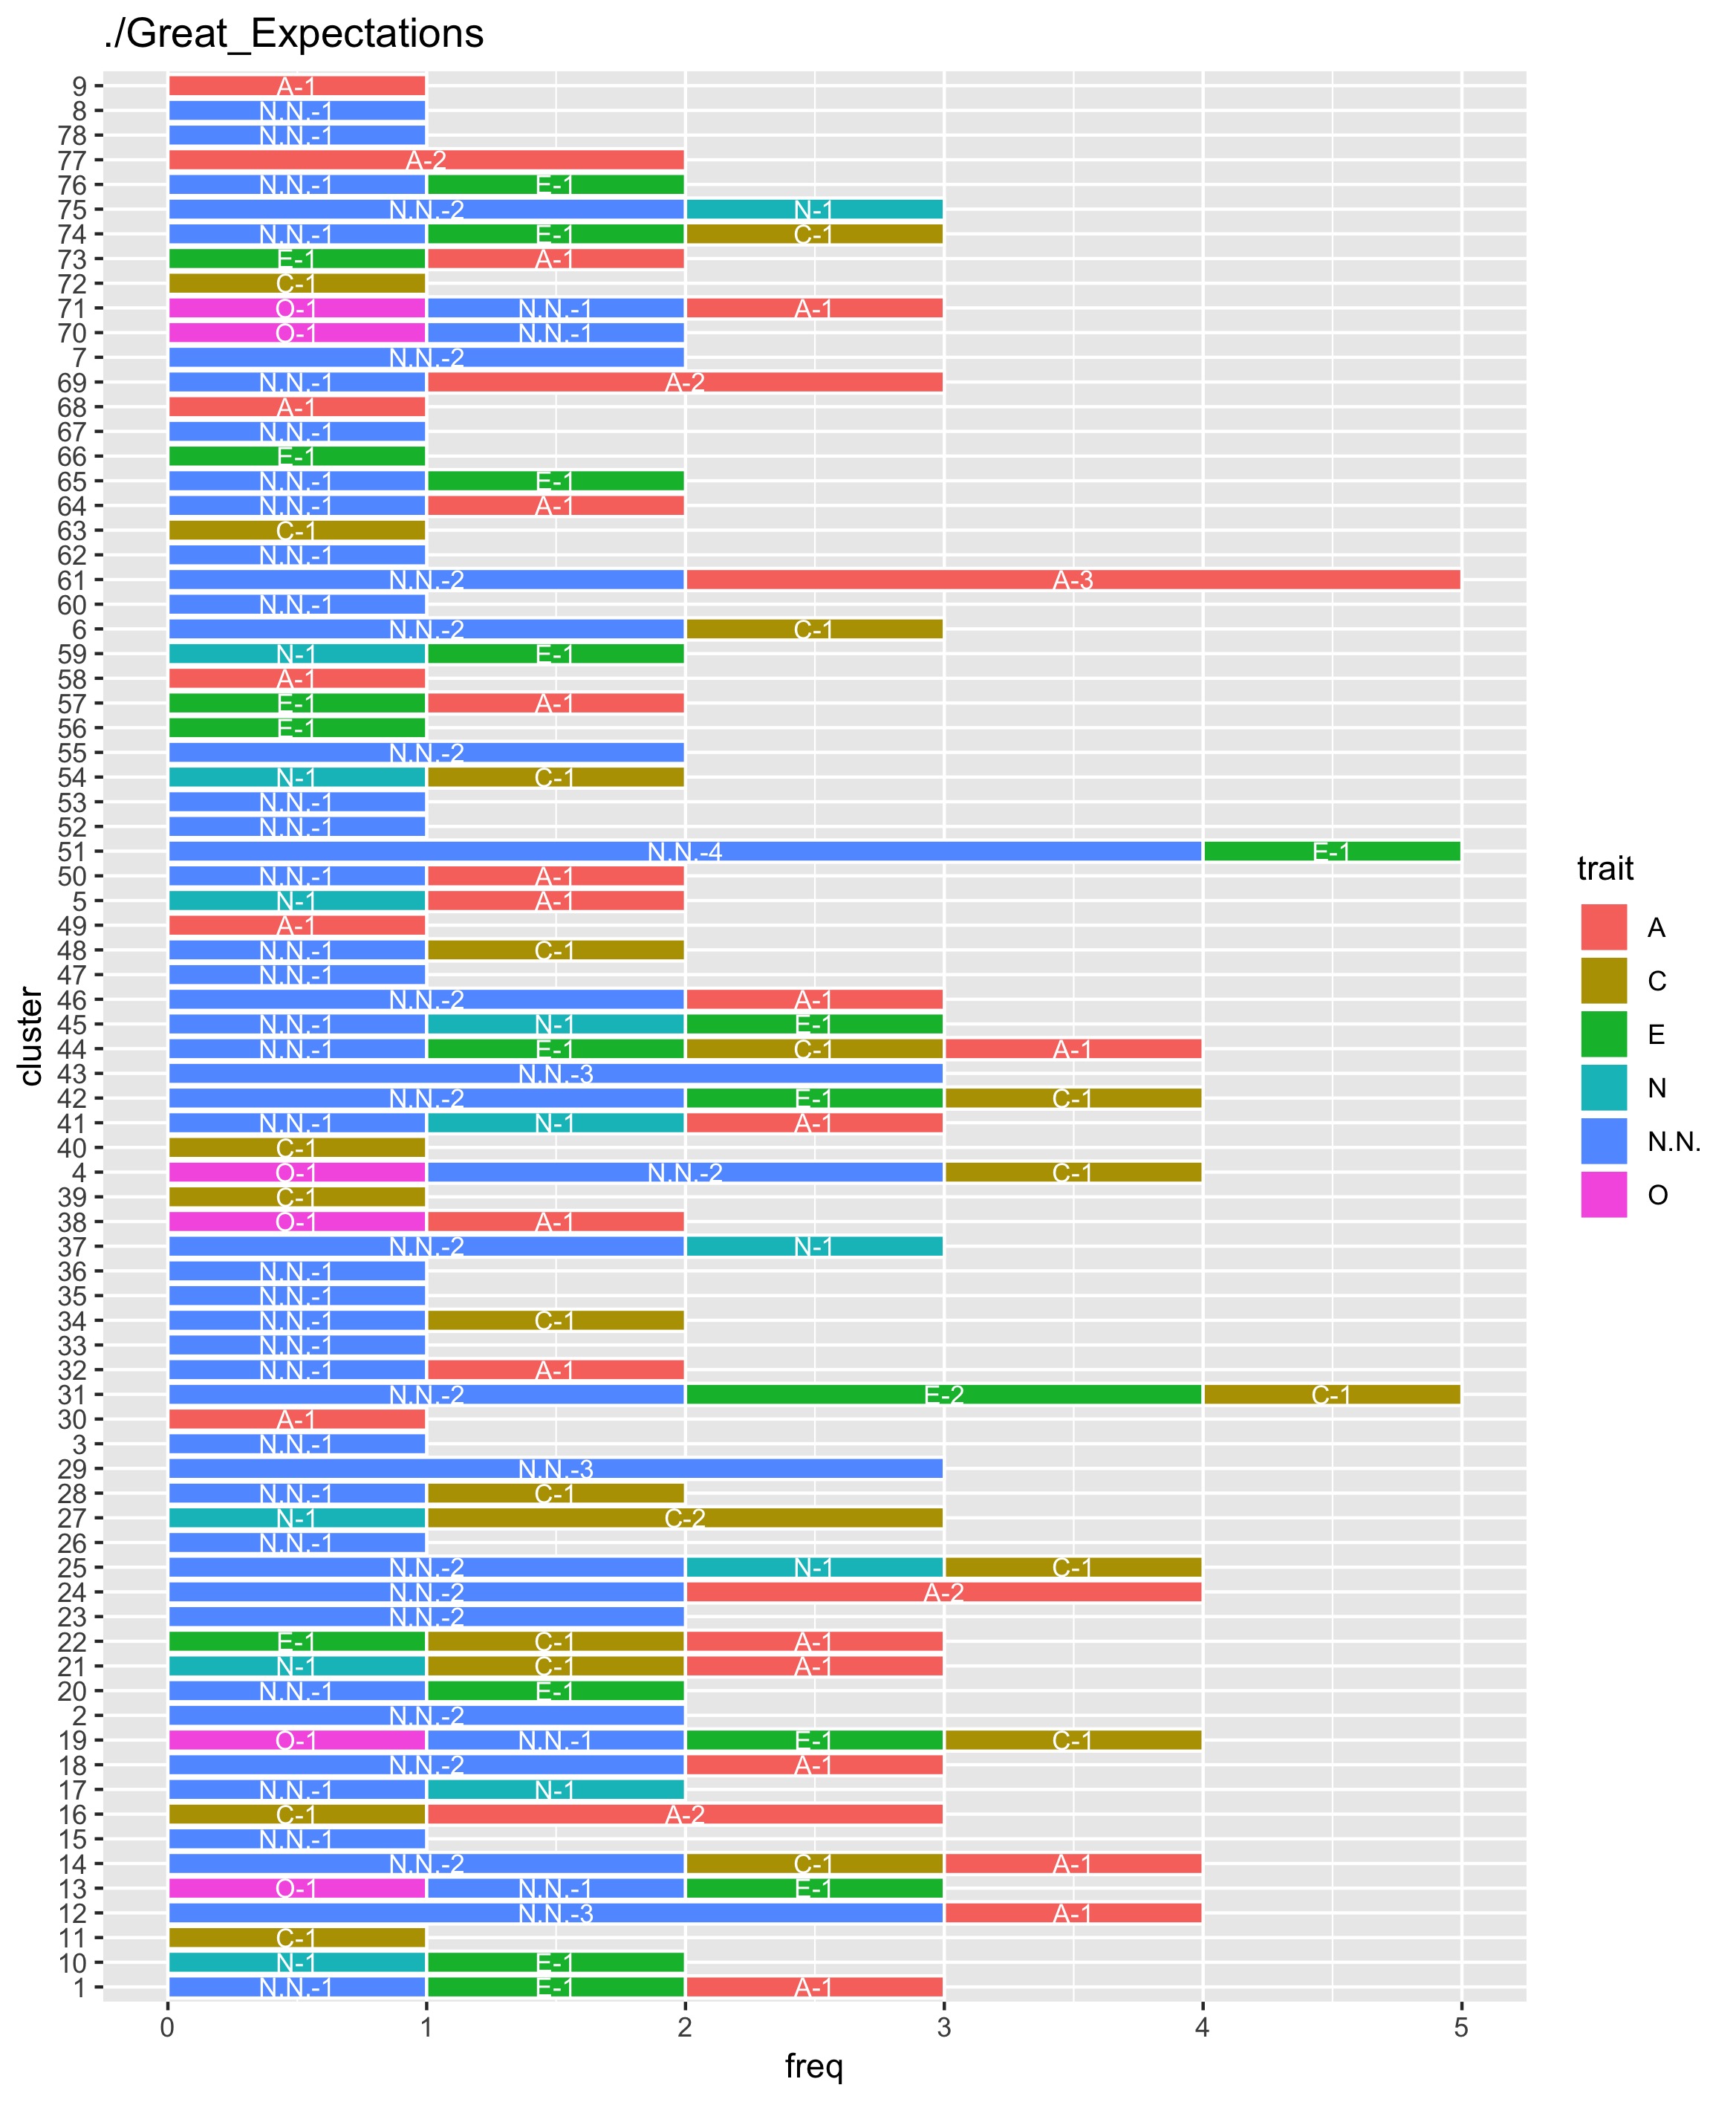 ./Great_Expectations
9 A-1
8 N.N.-1
78 N.N.-1
77 A-2
76 N.N.-1 E-1
75 N.N.-2 N-1
74 N.N.-1 E-1 C-1
73 E-1 A-1
72 C-1
71 O-1 N.N.-1 A-1
70 O-1 N.N.-1
7 N.N.-2
69 N.N.-1 A-2
68 A-1
67 N.N.-1
66 E-1
65 N.N.-1 E-1
64 N.N.-1 A-1
63 C-1
62 N.N.-1
61 N.N.-2 A-3
60 N.N.-1
6 N.N.-2 C-1
59 N-1 E-1
58 A-1
57 E-1 A-1
56 E-1
55 N.N.-2
54 N-1 C-1
53 N.N.-1
52 N.N.-1
51 N.N.-4 E-1
50 N.N.-1 A-1
5 N-1 A-1
49 A-1
48 N.N.-1 C-1
47 N.N.-1
46 N.N.-2 A-1
45 N.N.-1 N-1 E-1
44 N.N.-1 E-1 C-1 A-1
43 N.N.-3
42 N.N.-2 E-1 C-1
41 N.N.-1 N-1 A-1
40 C-1
4 O-1 N.N.-2 C-1
39 C-1
38 O-1 A-1
37 N.N.-2 N-1
36 N.N.-1
35 N.N.-1
34 N.N.-1 C-1
33 N.N.-1
32 N.N.-1 A-1
31 N.N.-2 E-2 C-1
30 A-1
3 N.N.-1
29 N.N.-3
28 N.N.-1 C-1
27 N-1 C-2
26 N.N.-1
25 N.N.-2 N-1 C-1
24 N.N.-2 A-2
23 N.N.-2
22 E-1 C-1 A-1
21 N-1 C-1 A-1
20 N.N.-1 E-1
2 N.N.-2
19 O-1 N.N.-1 E-1 C-1
18 N.N.-2 A-1
17 N.N.-1 N-1
16 C-1 A-2
15 N.N.-1
14 N.N.-2 C-1 A-1
13 O-1 N.N.-1 E-1
12 N.N.-3 A-1
11 C-1
10 N-1 E-1
1 N.N.-1 E-1 A-1
0 1 2 3 4 5
freq
cluster
trait
A
C
E
N
N.N.
O